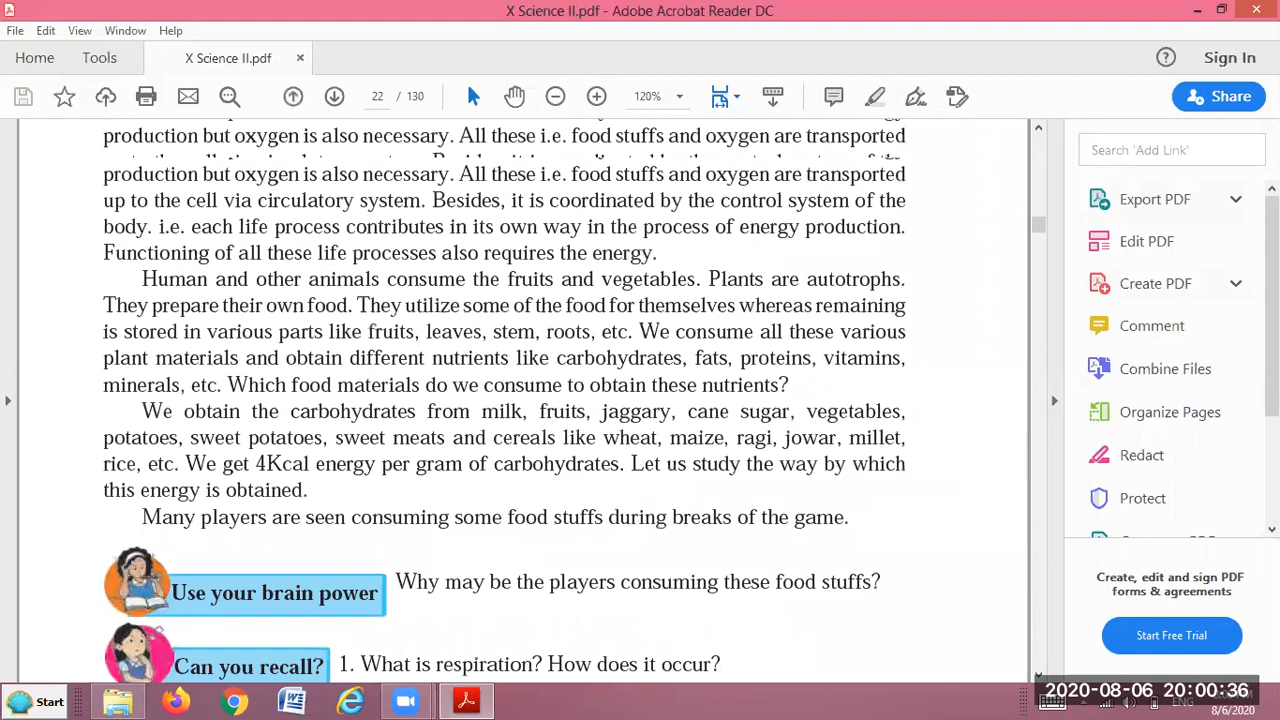 X Science II.pdf - Adobe Acrobat Reader DC
File Edit View Window Help
Home Tools X Science II.pdf ×
Sign In
22 / 130
120%
Share
production but oxygen is also necessary. All these i.e. food stuffs and oxygen are transported
production but oxygen is also necessary. All these i.e. food stuffs and oxygen are transported
up to the cell via circulatory system. Besides, it is coordinated by the control system of the
body. i.e. each life process contributes in its own way in the process of energy production.
Functioning of all these life processes also requires the energy.
Human and other animals consume the fruits and vegetables. Plants are autotrophs.
They prepare their own food. They utilize some of the food for themselves whereas remaining
is stored in various parts like fruits, leaves, stem, roots, etc. We consume all these various
plant materials and obtain different nutrients like carbohydrates, fats, proteins, vitamins,
minerals, etc. Which food materials do we consume to obtain these nutrients?
We obtain the carbohydrates from milk, fruits, jaggary, cane sugar, vegetables,
potatoes, sweet potatoes, sweet meats and cereals like wheat, maize, ragi, jowar, millet,
rice, etc. We get 4Kcal energy per gram of carbohydrates. Let us study the way by which
this energy is obtained.
Many players are seen consuming some food stuffs during breaks of the game.
Use your brain power Why may be the players consuming these food stuffs?
Can you recall? 1. What is respiration? How does it occur?
Search 'Add Link'
Export PDF
Edit PDF
Create PDF
Comment
Combine Files
Organize Pages
Redact
Protect
Create, edit and sign PDF
forms & agreements
Start Free Trial
Start
2020-08-06 20:00:36
8/6/2020